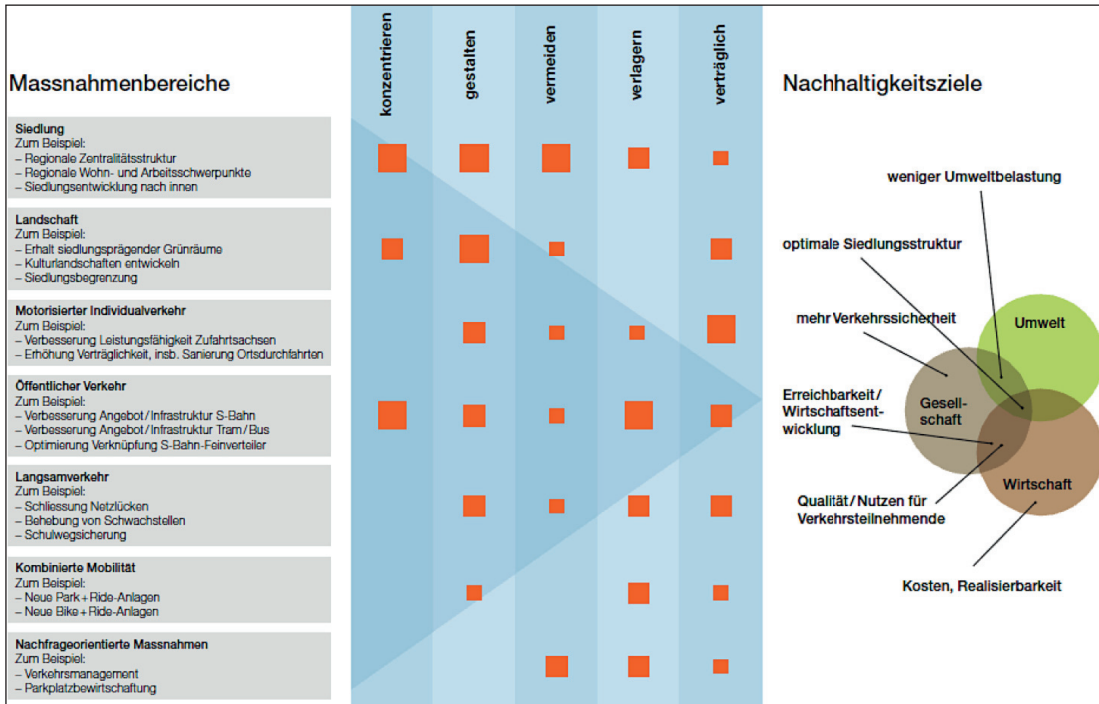 Massnahmenbereiche
konzentrieren
gestalten
vermeiden
verlagern
verträglich
Nachhaltigkeitsziele
Siedlung
Zum Beispiel:
– Regionale Zentralitätsstruktur
– Regionale Wohn- und Arbeitsschwerpunkte
– Siedlungsentwicklung nach innen
Landschaft
Zum Beispiel:
– Erhalt siedlungsprägender Grünräume
– Kulturlandschaften entwickeln
– Siedlungsbegrenzung
Motorisierter Individualverkehr
Zum Beispiel:
– Verbesserung Leistungsfähigkeit Zufahrtsachsen
– Erhöhung Verträglichkeit, insb. Sanierung Ortsdurchfahrten
Öffentlicher Verkehr
Zum Beispiel:
– Verbesserung Angebot/Infrastruktur S-Bahn
– Verbesserung Angebot/Infrastruktur Tram/Bus
– Optimierung Verknüpfung S-Bahn-Feinverteiler
Langsamverkehr
Zum Beispiel:
– Schliessung Netzlücken
– Behebung von Schwachstellen
– Schulwegsicherung
Kombinierte Mobilität
Zum Beispiel:
– Neue Park+Ride-Anlagen
– Neue Bike+Ride-Anlagen
Nachfrageorientierte Massnahmen
Zum Beispiel:
– Verkehrsmanagement
– Parkplatzbewirtschaftung
weniger Umweltbelastung
optimale Siedlungsstruktur
mehr Verkehrssicherheit
Erreichbarkeit/
Wirtschaftsent-
wicklung
Qualität/Nutzen für
Verkehrsteilnehmende
Kosten, Realisierbarkeit
Umwelt
Gesell-
schaft
Wirtschaft